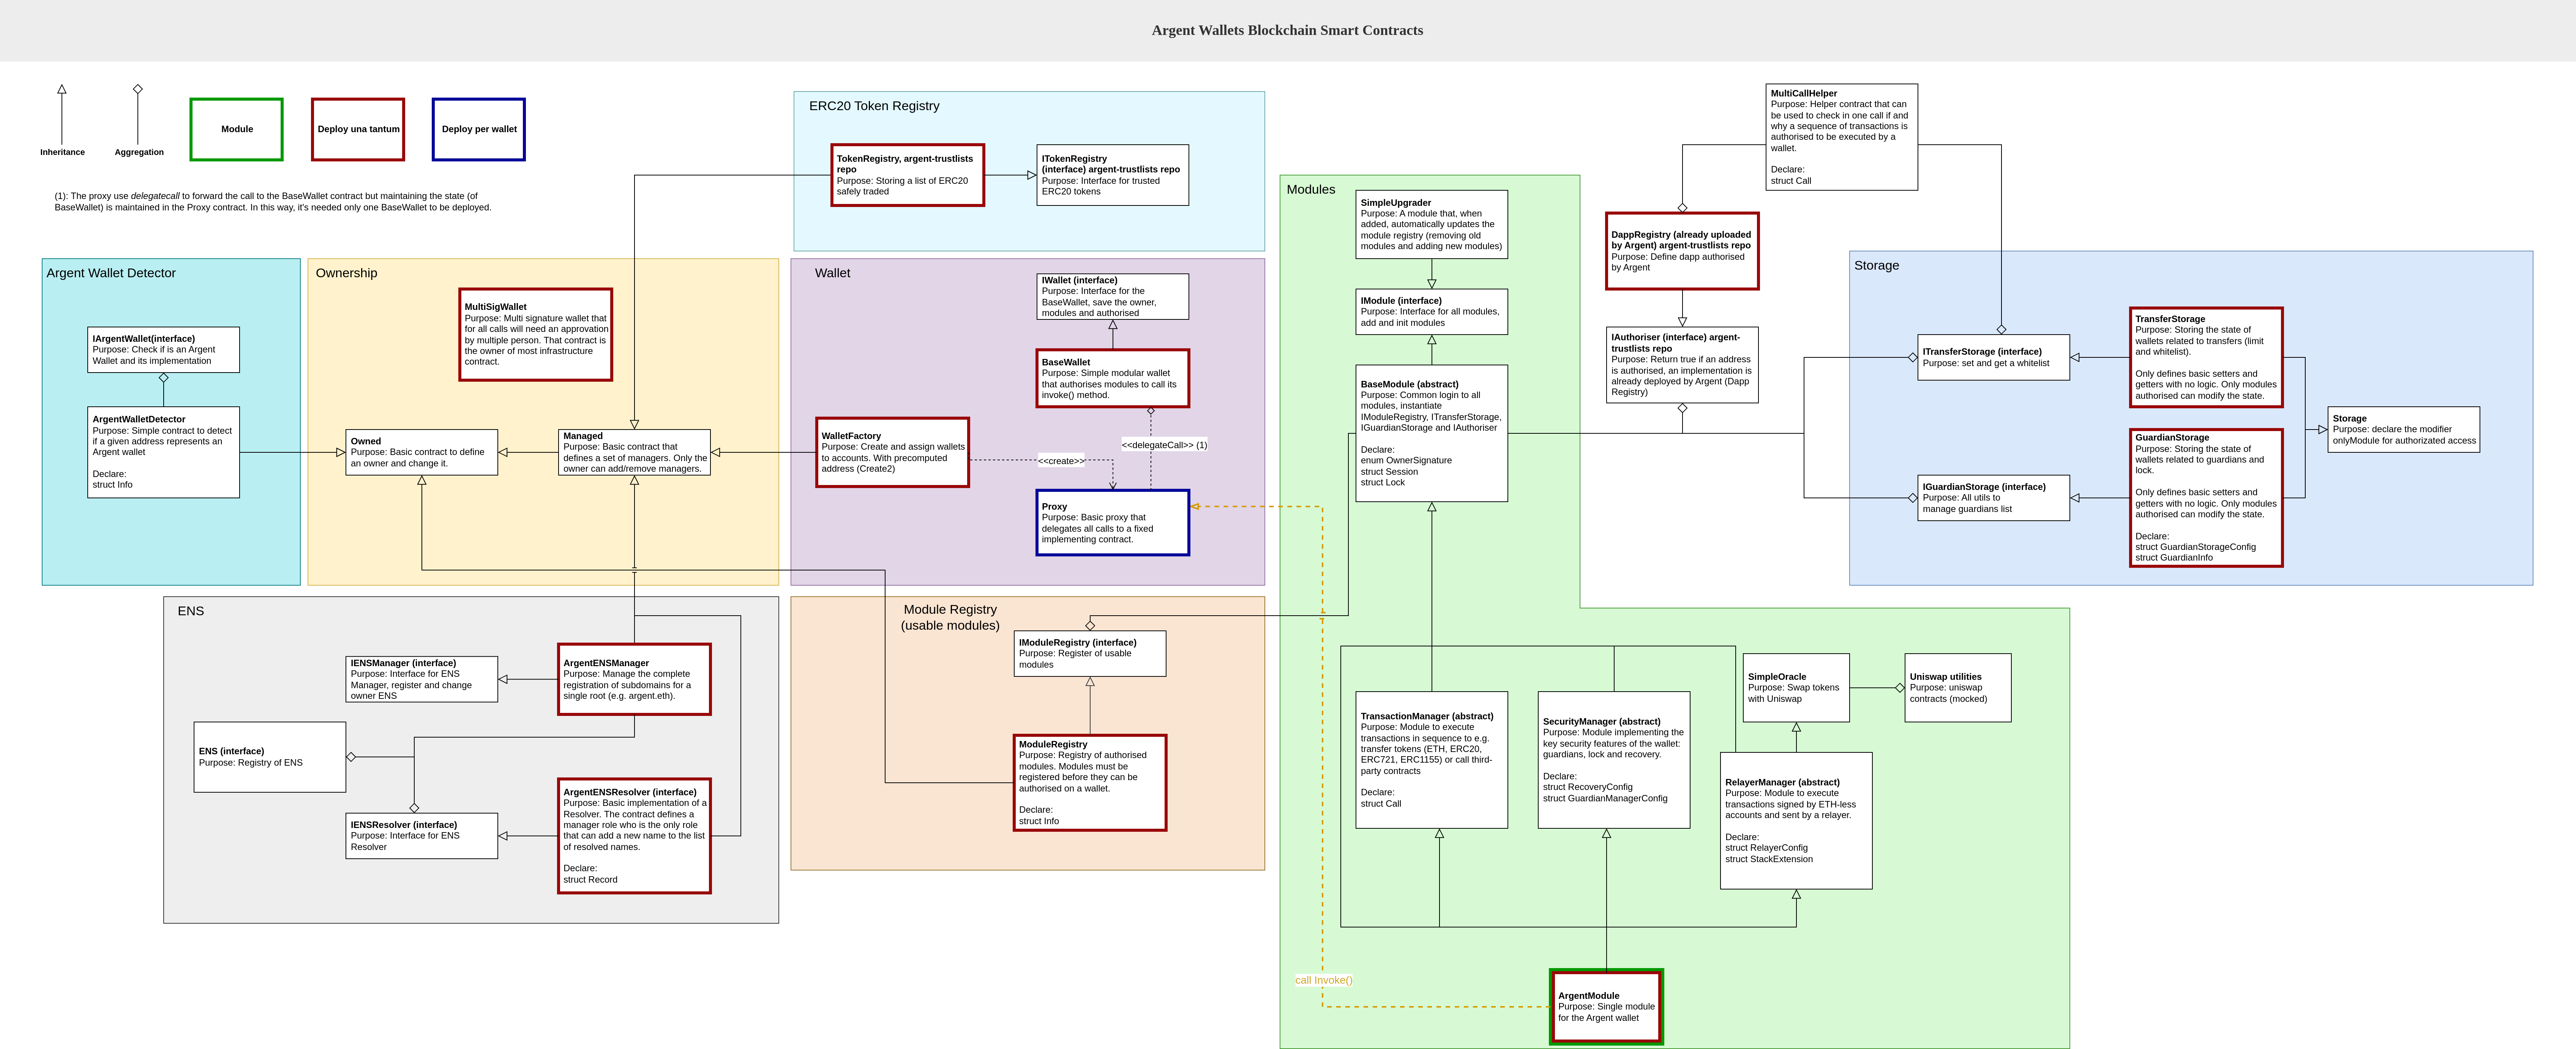 Argent Wallets Blockchain Smart Contracts
Inheritance
Aggregation
Module
Deploy una tantum
Deploy per wallet
(1): The proxy use delegatecall to forward the call to the BaseWallet contract but maintaining the state (of
BaseWallet) is maintained in the Proxy contract. In this way, it's needed only one BaseWallet to be deployed.
ERC20 Token Registry
TokenRegistry, argent-trustlists
repo
Purpose: Storing a list of ERC20
safely traded
ITokenRegistry
(interface) argent-trustlists repo
Purpose: Interface for trusted
ERC20 tokens
MultiCallHelper
Purpose: Helper contract that can
be used to check in one call if and
why a sequence of transactions is
authorised to be executed by a
wallet.
Declare:
struct Call
Argent Wallet Detector
IArgentWallet(interface)
Purpose: Check if is an Argent
Wallet and its implementation
ArgentWalletDetector
Purpose: Simple contract to detect
if a given address represents an
Argent wallet
Declare:
struct Info
Ownership
MultiSigWallet
Purpose: Multi signature wallet that
for all calls will need an approvation
by multiple person. That contract is
the owner of most infrastructure
contract.
Owned
Purpose: Basic contract to define
an owner and change it.
Managed
Purpose: Basic contract that
defines a set of managers. Only the
owner can add/remove managers.
Wallet
IWallet (interface)
Purpose: Interface for the
BaseWallet, save the owner,
modules and authorised
BaseWallet
Purpose: Simple modular wallet
that authorises modules to call its
invoke() method.
WalletFactory
Purpose: Create and assign wallets
to accounts. With precomputed
address (Create2)
<<create>>
<<delegateCall>> (1)
Proxy
Purpose: Basic proxy that
delegates all calls to a fixed
implementing contract.
Modules
SimpleUpgrader
Purpose: A module that, when
added, automatically updates the
module registry (removing old
modules and adding new modules)
IModule (interface)
Purpose: Interface for all modules,
add and init modules
BaseModule (abstract)
Purpose: Common login to all
modules, instantiate
IModuleRegistry, ITransferStorage,
IGuardianStorage and IAuthoriser
Declare:
enum OwnerSignature
struct Session
struct Lock
DappRegistry (already uploaded
by Argent) argent-trustlists repo
Purpose: Define dapp authorised
by Argent
IAuthoriser (interface) argent-
trustlists repo
Purpose: Return true if an address
is authorised, an implementation is
already deployed by Argent (Dapp
Registry)
Storage
ITransferStorage (interface)
Purpose: set and get a whitelist
IGuardianStorage (interface)
Purpose: All utils to
manage guardians list
TransferStorage
Purpose: Storing the state of
wallets related to transfers (limit
and whitelist).
Only defines basic setters and
getters with no logic. Only modules
authorised can modify the state.
GuardianStorage
Purpose: Storing the state of
wallets related to guardians and
lock.
Only defines basic setters and
getters with no logic. Only modules
authorised can modify the state.
Declare:
struct GuardianStorageConfig
struct GuardianInfo
Storage
Purpose: declare the modifier
onlyModule for authorizated access
ENS
IENSManager (interface)
Purpose: Interface for ENS
Manager, register and change
owner ENS
ArgentENSManager
Purpose: Manage the complete
registration of subdomains for a
single root (e.g. argent.eth).
ENS (interface)
Purpose: Registry of ENS
IENSResolver (interface)
Purpose: Interface for ENS
Resolver
ArgentENSResolver (interface)
Purpose: Basic implementation of a
Resolver. The contract defines a
manager role who is the only role
that can add a new name to the list
of resolved names.
Declare:
struct Record
Module Registry
(usable modules)
IModuleRegistry (interface)
Purpose: Register of usable
modules
ModuleRegistry
Purpose: Registry of authorised
modules. Modules must be
registered before they can be
authorised on a wallet.
Declare:
struct Info
TransactionManager (abstract)
Purpose: Module to execute
transactions in sequence to e.g.
transfer tokens (ETH, ERC20,
ERC721, ERC1155) or call third-
party contracts
Declare:
struct Call
SecurityManager (abstract)
Purpose: Module implementing the
key security features of the wallet:
guardians, lock and recovery.
Declare:
struct RecoveryConfig
struct GuardianManagerConfig
SimpleOracle
Purpose: Swap tokens
with Uniswap
Uniswap utilities
Purpose: uniswap
contracts (mocked)
RelayerManager (abstract)
Purpose: Module to execute
transactions signed by ETH-less
accounts and sent by a relayer.
Declare:
struct RelayerConfig
struct StackExtension
call Invoke()
ArgentModule
Purpose: Single module
for the Argent wallet